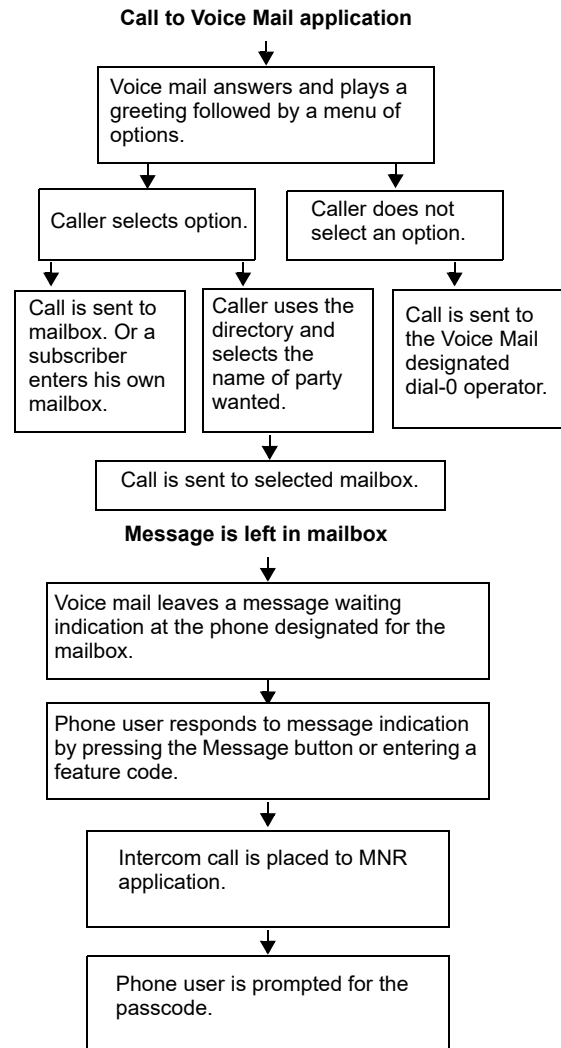 Call to Voice Mail application
Voice mail answers and plays a
greeting followed by a menu of
options.
Caller selects option.
Caller does not
select an option.
Call is sent to
mailbox. Or a
subscriber
enters his own
mailbox.
Caller uses the
directory and
selects the
name of party
wanted.
Call is sent to
the Voice Mail
designated
dial-0 operator.
Call is sent to selected mailbox.
Message is left in mailbox
Voice mail leaves a message waiting
indication at the phone designated for the
mailbox.
Phone user responds to message indication
by pressing the Message button or entering a
feature code.
Intercom call is placed to MNR
application.
Phone user is prompted for the
passcode.